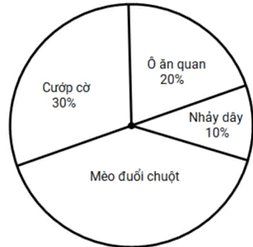 Ô ăn quan
20%
Cướp cờ
30%
Nhảy dây
10%
Mèo đuổi chuột